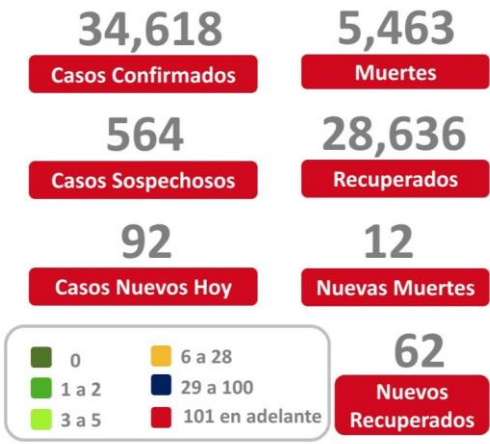 34,618
Casos Confirmados
5,463
Muertes
564
Casos Sospechosos
28,636
Recuperados
92
Casos Nuevos Hoy
12
Nuevas Muertes
0
6 a 28
1 a 2
29 a 100
3 a 5
101 en adelante
62
Nuevos
Recuperados